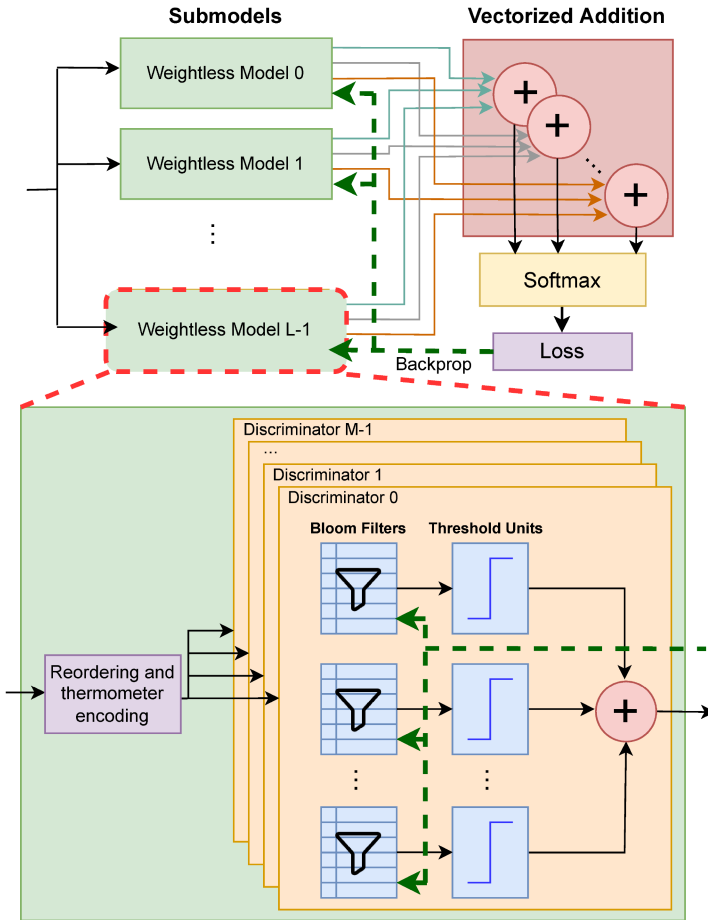 Submodels
Vectorized Addition
Weightless Model 0
+
Weightless Model 1
+
...
+
...
Softmax
Weightless Model L-1
Loss
Backprop
Discriminator M-1
...
Discriminator 1
Discriminator 0
Bloom Filters
Threshold Units
Reordering and
thermometer
encoding
+
...
...